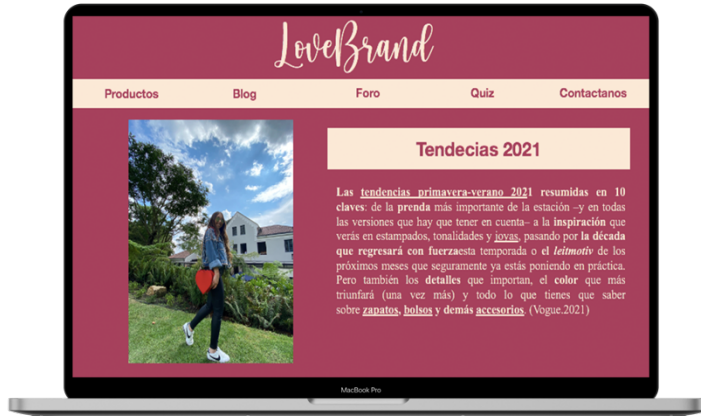 LoveBrand
Productos Blog Foro Quiz Contactanos
Tendecias 2021
Las tendencias primavera-verano 2021 resumidas en 10
claves: de la prenda más importante de la estación –y en todas
las versiones que hay que tener en cuenta– a la inspiración que
verás en estampados, tonalidades y joyas, pasando por la década
que regresará con fuerzaesta temporada o el leitmotiv de los
próximos meses que seguramente ya estás poniendo en práctica.
Pero también los detalles que importan, el color que más
triunfará (una vez más) y todo lo que tienes que saber
sobre zapatos, bolsos y demás accesorios. (Vogue.2021)
MacBook Pro